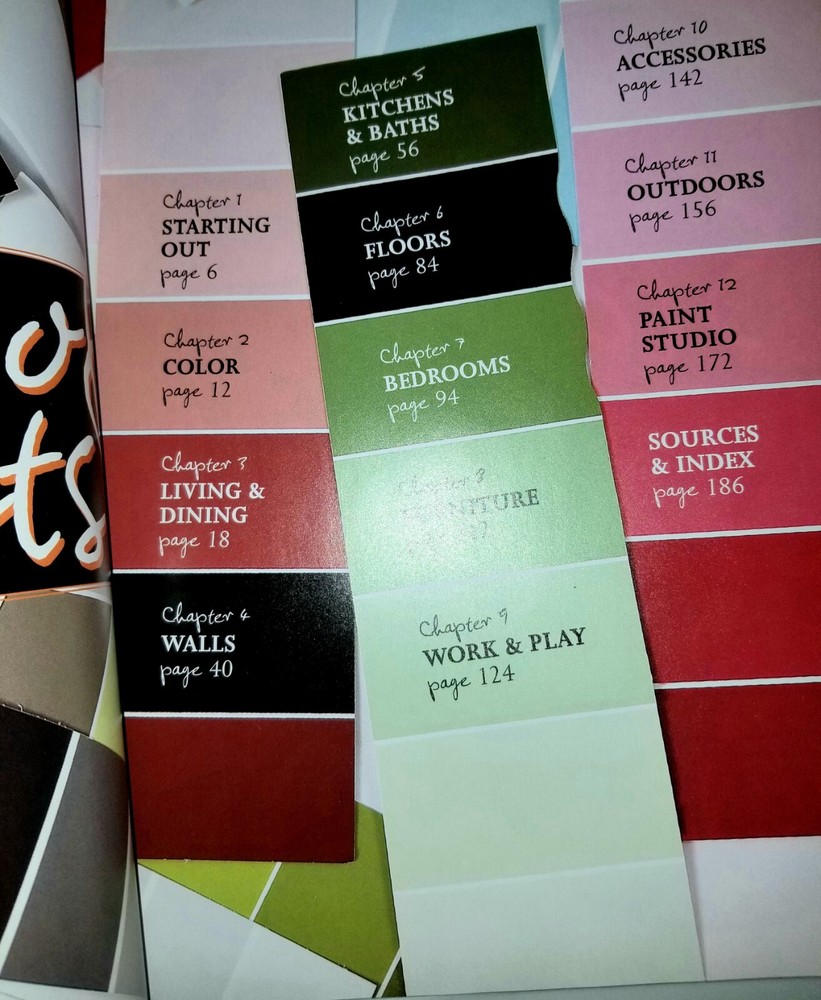 Chapter 1
STARTING
OUT
page 6
Chapter 2
COLOR
page 12
Chapter 3
LIVING &
DINING
page 18
Chapter 4
WALLS
page 40
Chapter 5
KITCHENS
& BATHS
page 56
Chapter 6
FLOORS
page 84
Chapter 7
BEDROOMS
page 94
Chapter 8
FURNITURE
Chapter 9
WORK & PLAY
page 124
Chapter 10
ACCESSORIES
page 142
Chapter 11
OUTDOORS
page 156
Chapter 12
PAINT
STUDIO
page 172
SOURCES
& INDEX
page 186